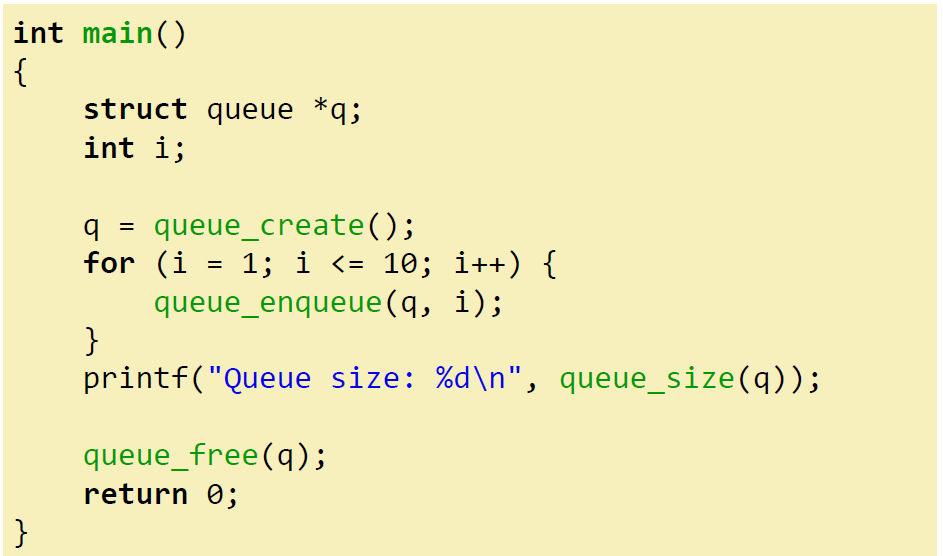 int main()
{
    struct queue *q;
    int i;

    q = queue_create();
    for (i = 1; i <= 10; i++) {
        queue_enqueue(q, i);
    }
    printf("Queue size: %d\n", queue_size(q));

    queue_free(q);
    return 0;
}